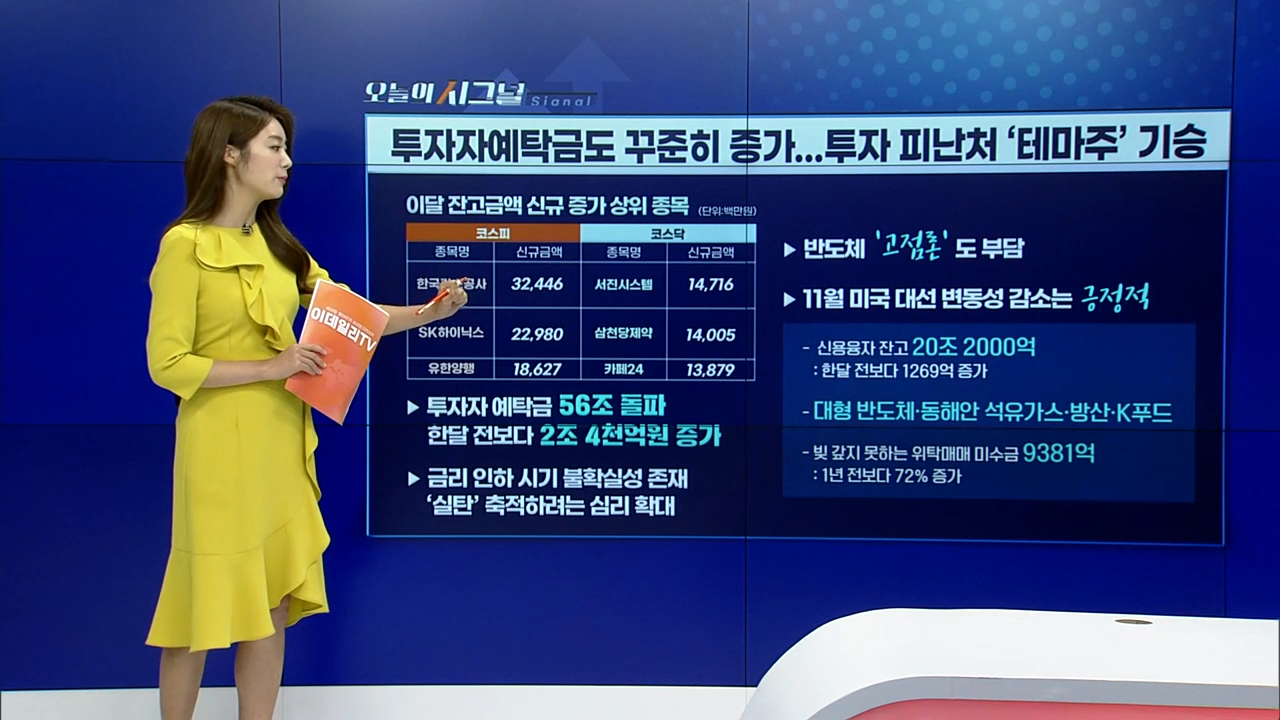 오늘의 시그널
Signal
투자자예탁금도 꾸준히 증가...투자 피난처 '테마주' 기승
이달 잔고금액 신규 증가 상위 종목 (단위:백만원)
코스피 코스닥
종목명 신규금액 종목명 신규금액
32,446 서진시스템 14,716
SK하이닉스 22,980 삼천당제약 14,005
유한양행 18,627 카페24 13,879
▶ 투자자 예탁금 56조 돌파
한달 전보다 2조 4천억원 증가
▶ 금리 인하 시기 불확실성 존재
'실탄' 축적하려는 심리 확대
▶ 반도체 '고점론' 도 부담
▶ 11월 미국 대선 변동성 감소는 긍정적
- 신용융자 잔고 20조 2000억
: 한달 전보다 1269억 증가
- 대형 반도체·동해안 석유가스·방산·K푸드
- 빚 갚지 못하는 위탁매매 미수금 9381억
: 1년 전보다 72% 증가
이데일리TV